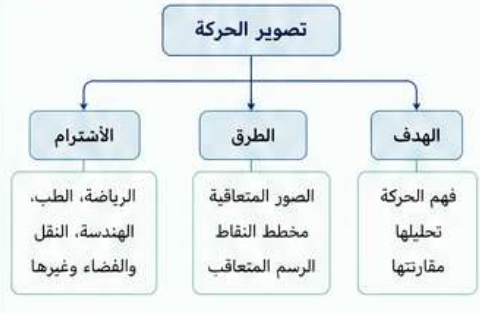 تصوير الحركة
الهدف
الطرق
الأشترام
فهم الحركة
تحليلها
مقارنتها
الصور المتعاقبة
مخطط النقاط
الرسم المتعاقب
الرياضة، الطب،
الهندسة، النقل
والفضاء وغيرها